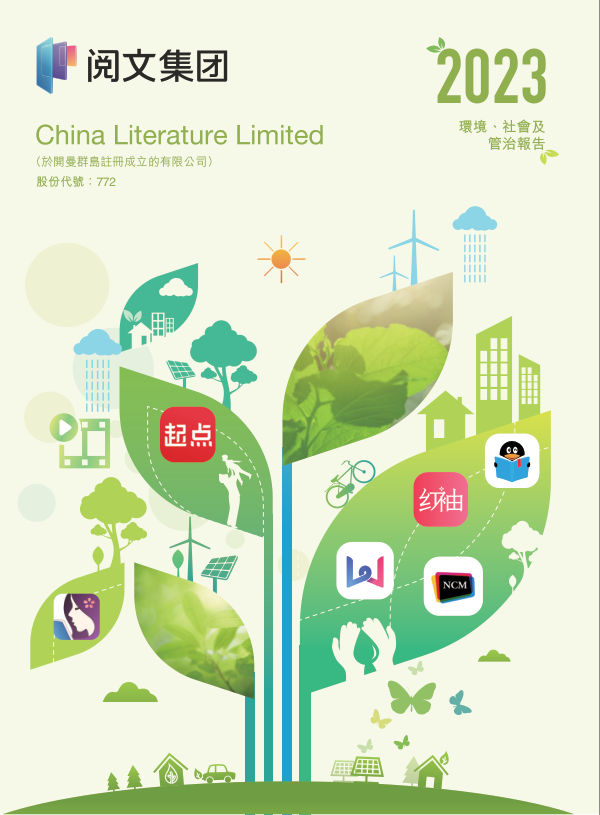 阅文集团
2023
環境、社會及
管治報告
China Literature Limited
（於開曼群島註冊成立的有限公司）
股份代號：772
起点
红袖
NCM